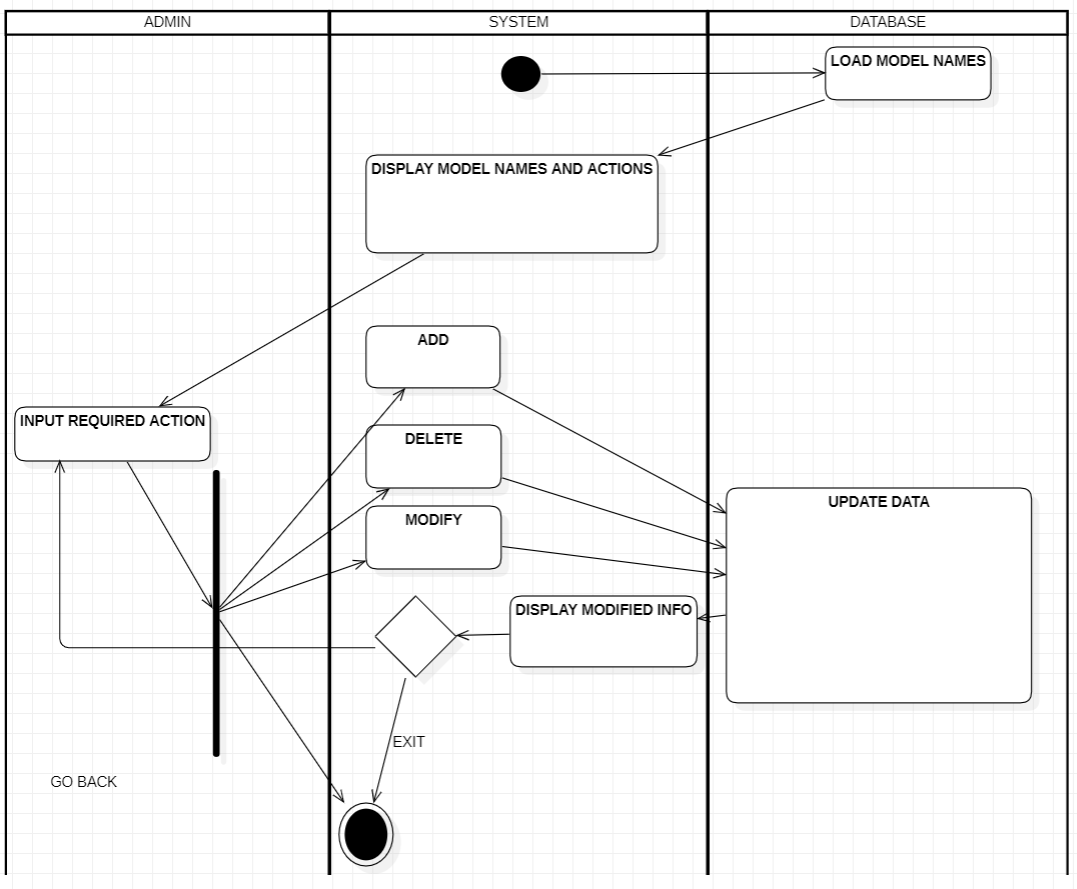 ADMIN
SYSTEM
DATABASE
LOAD MODEL NAMES
DISPLAY MODEL NAMES AND ACTIONS
ADD
INPUT REQUIRED ACTION
DELETE
UPDATE DATA
MODIFY
DISPLAY MODIFIED INFO
EXIT
GO BACK